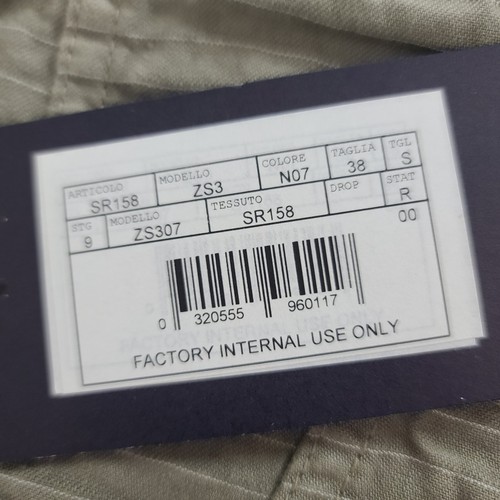 ARTICOLO MODELLO COLORE TAGLIA TGL
SR158 ZS3 N07 38 S
STG MODELLO TESSUTO DROP STAT
9 ZS307 SR158 R
00
0 320555 960117
FACTORY INTERNAL USE ONLY